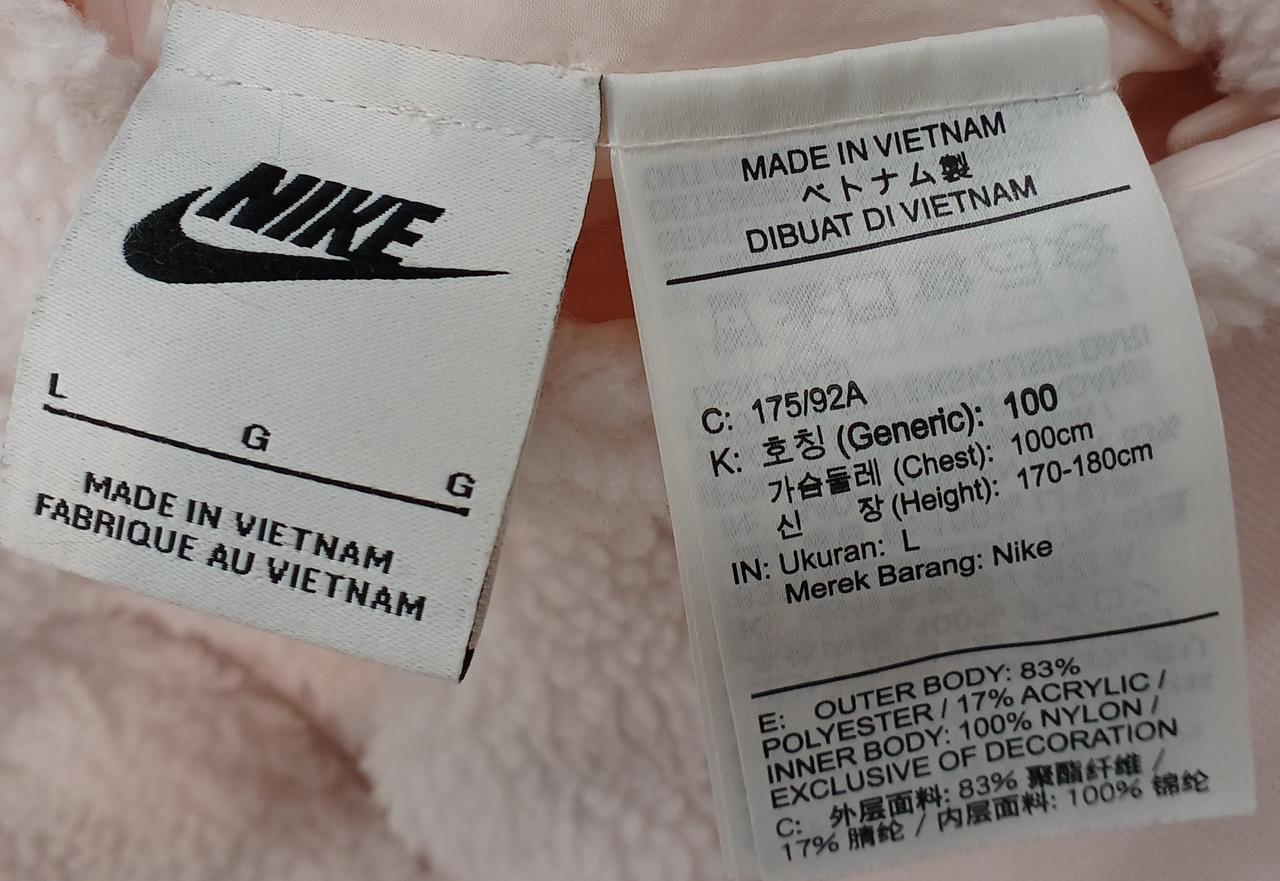 NIKE
L
G
G
MADE IN VIETNAM
FABRIQUE AU VIETNAM
MADE IN VIETNAM
ベトナム製
DIBUAT DI VIETNAM
C: 175/92A
K: 호칭 (Generic): 100
가슴둘레 (Chest): 100cm
신 장 (Height): 170-180cm
IN: Ukuran: L
Merek Barang: Nike
E: OUTER BODY: 83%
POLYESTER / 17% ACRYLIC /
INNER BODY: 100% NYLON /
EXCLUSIVE OF DECORATION
C: 外层面料: 83% 聚酯纤维 /
17% 腈纶 / 内层面料: 100% 锦纶